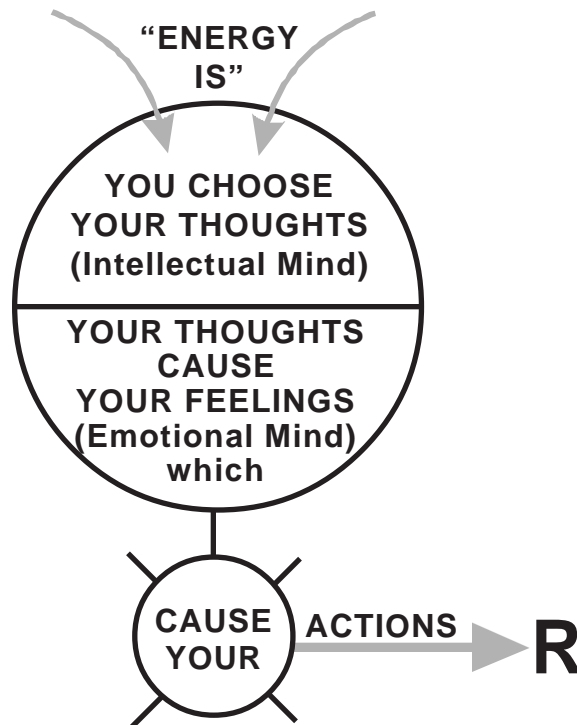 “ENERGY
IS”
YOU CHOOSE
YOUR THOUGHTS
(Intellectual Mind)
YOUR THOUGHTS
CAUSE
YOUR FEELINGS
(Emotional Mind)
which
CAUSE
YOUR
ACTIONS
R